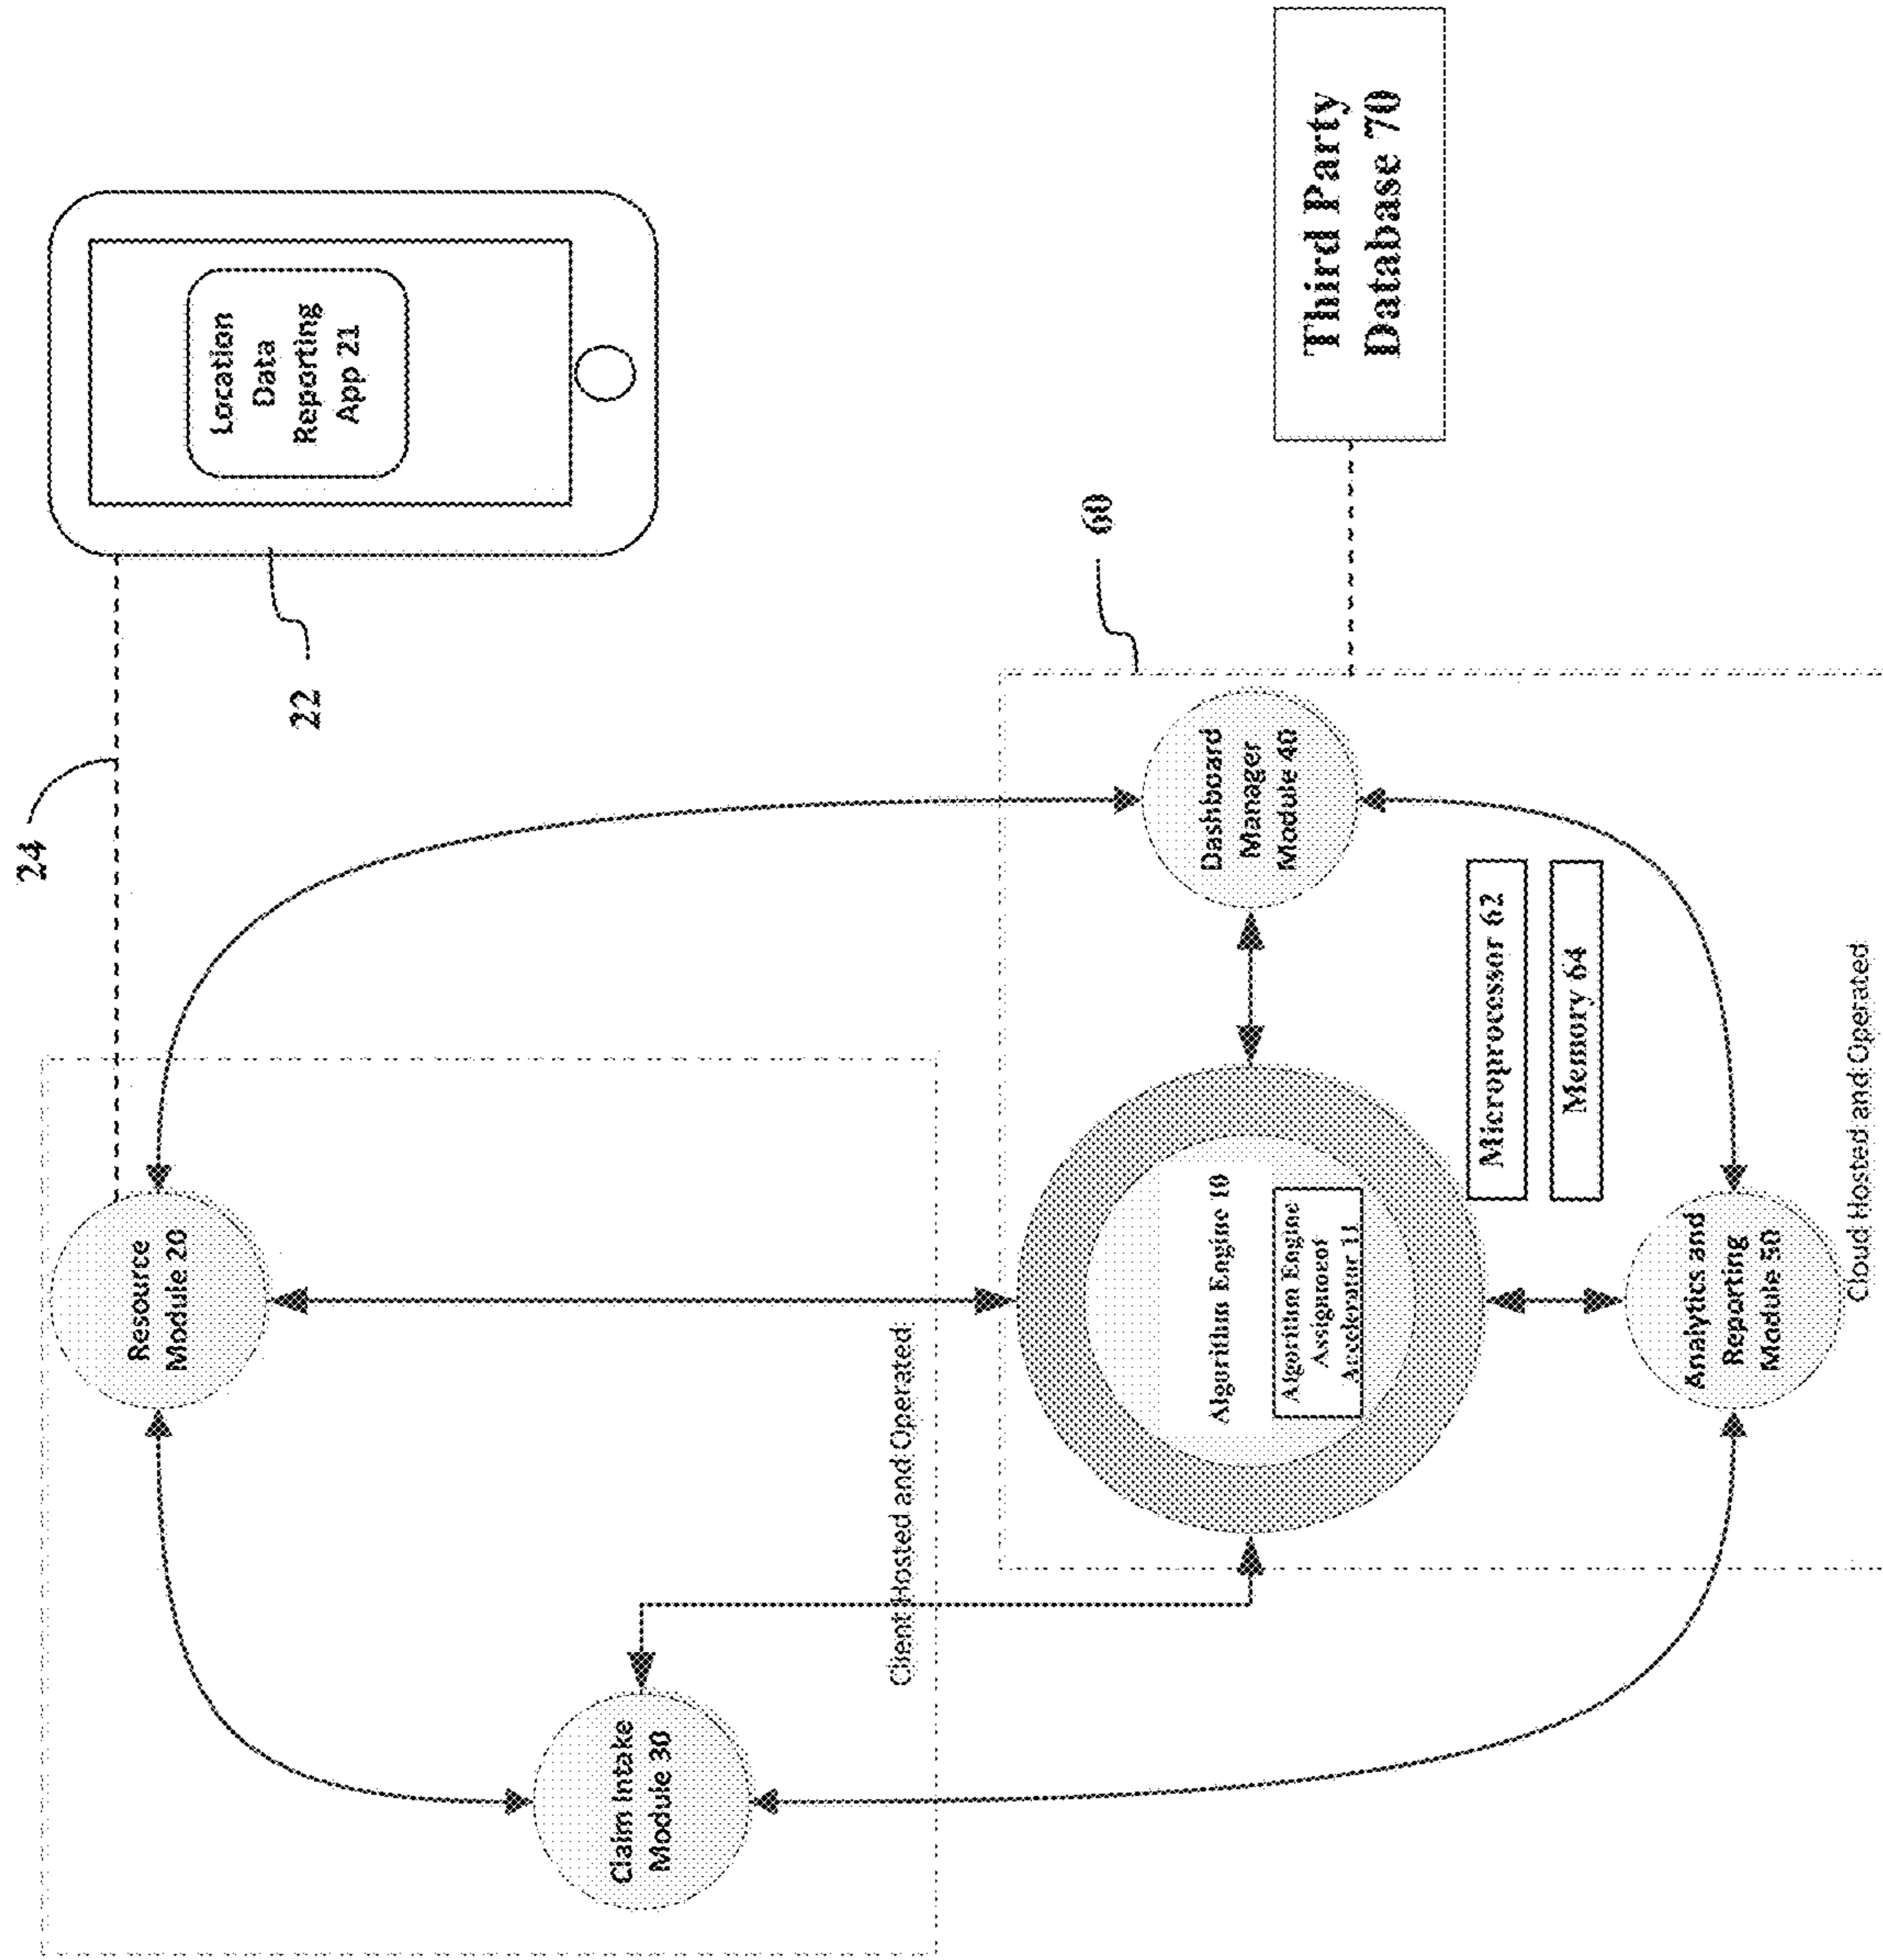 24
22
Location
Data
Reporting
App 21
Resource
Module 20
Claim Intake
Module 30
Client Hosted and Operated
60
Third Party
Database 70
Dashboard
Manager
Module 40
Algorithm Engine 10
Algorithm Engine
Assignment
Accelerator 11
Microprocessor 62
Memory 64
Analytics and
Reporting
Module 50
Cloud Hosted and Operated